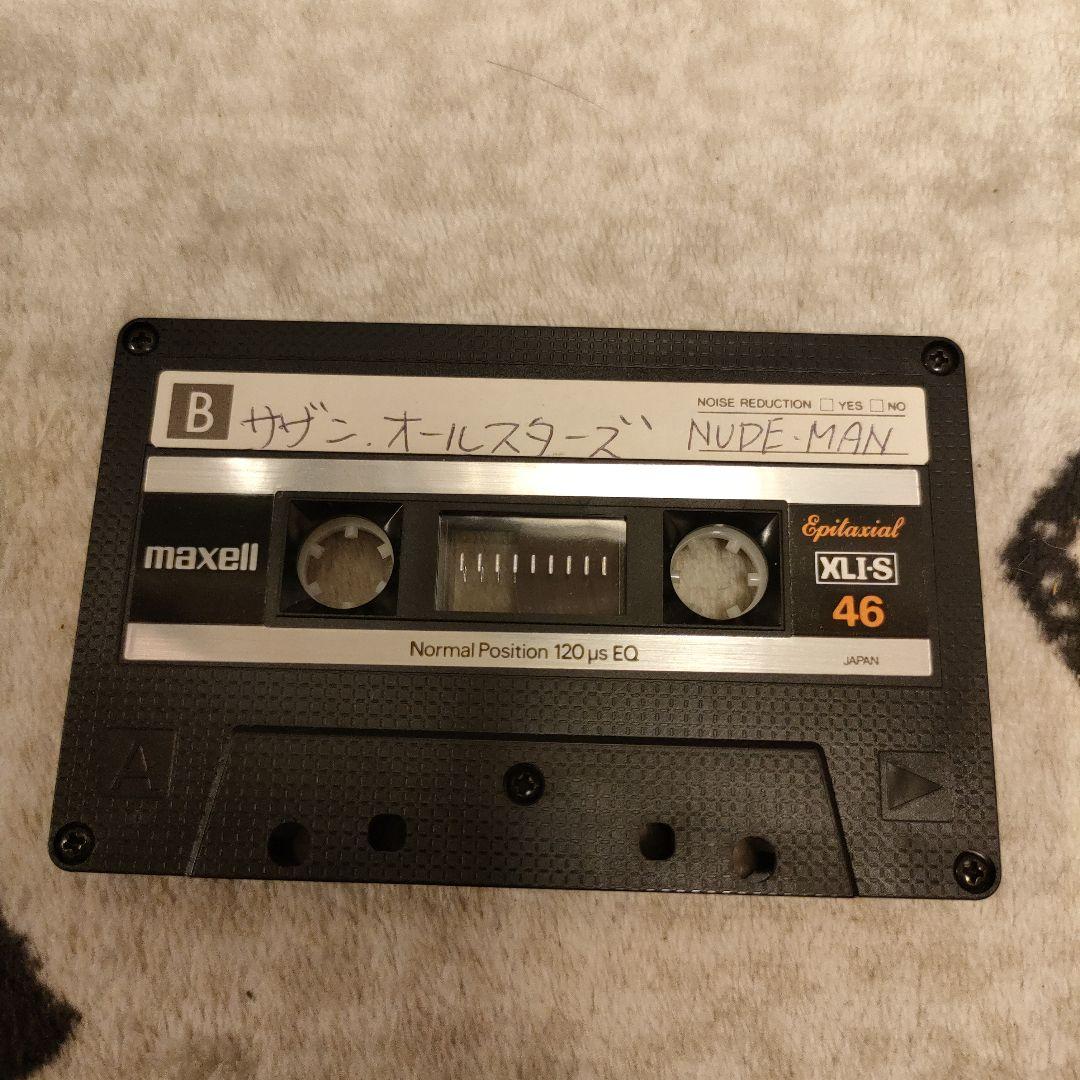 NOISE REDUCTION □ YES □ NO
B サザン・オールスターズ NUDE-MAN
maxell
Epitaxial
XLI-S
46
Normal Position 120 µs EQ
JAPAN
A